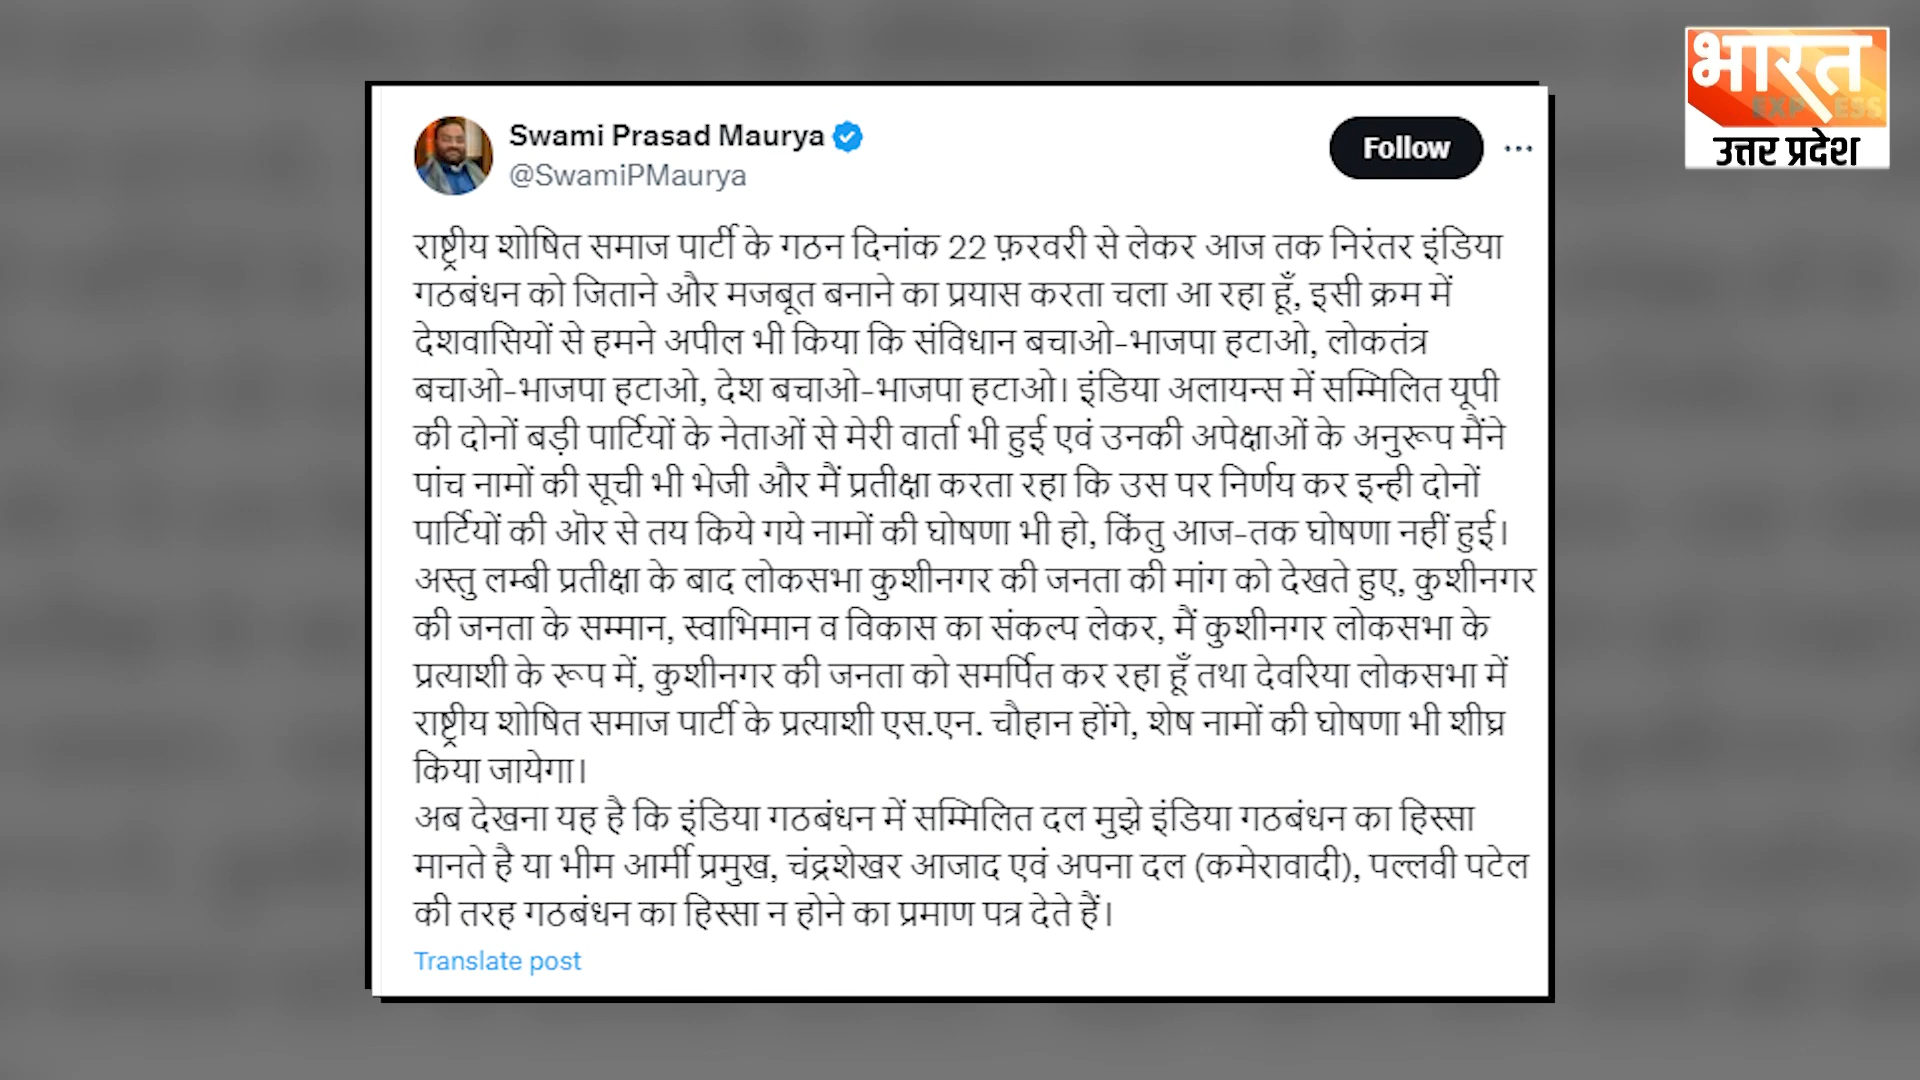 भारत
EXPRESS
उत्तर प्रदेश
Swami Prasad Maurya
@SwamiPMaurya
Follow
राष्ट्रीय शोषित समाज पार्टी के गठन दिनांक 22 फ़रवरी से लेकर आज तक निरंतर इंडिया
गठबंधन को जिताने और मजबूत बनाने का प्रयास करता चला आ रहा हूँ, इसी क्रम में
देशवासियों से हमने अपील भी किया कि संविधान बचाओ-भाजपा हटाओ, लोकतंत्र
बचाओ-भाजपा हटाओ, देश बचाओ-भाजपा हटाओ। इंडिया अलायन्स में सम्मिलित यूपी
की दोनों बड़ी पार्टियों के नेताओं से मेरी वार्ता भी हुई एवं उनकी अपेक्षाओं के अनुरूप मैंने
पांच नामों की सूची भी भेजी और मैं प्रतीक्षा करता रहा कि उस पर निर्णय कर इन्ही दोनों
पार्टियों की ऒर से तय किये गये नामों की घोषणा भी हो, किंतु आज-तक घोषणा नहीं हुई।
अस्तु लम्बी प्रतीक्षा के बाद लोकसभा कुशीनगर की जनता की मांग को देखते हुए, कुशीनगर
की जनता के सम्मान, स्वाभिमान व विकास का संकल्प लेकर, मैं कुशीनगर लोकसभा के
प्रत्याशी के रूप में, कुशीनगर की जनता को समर्पित कर रहा हूँ तथा देवरिया लोकसभा में
राष्ट्रीय शोषित समाज पार्टी के प्रत्याशी एस.एन. चौहान होंगे, शेष नामों की घोषणा भी शीघ्र
किया जायेगा।
अब देखना यह है कि इंडिया गठबंधन में सम्मिलित दल मुझे इंडिया गठबंधन का हिस्सा
मानते है या भीम आर्मी प्रमुख, चंद्रशेखर आजाद एवं अपना दल (कमेरावादी), पल्लवी पटेल
की तरह गठबंधन का हिस्सा न होने का प्रमाण पत्र देते हैं।
Translate post